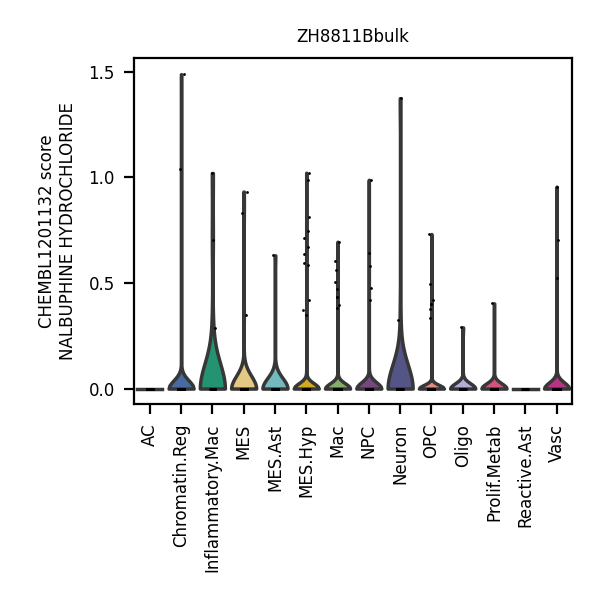 ZH8811Bbulk
CHEMBL1201132 score
NALBUPHINE HYDROCHLORIDE
1.5
1.0
0.5
0.0
AC
Chromatin.Reg
Inflammatory.Mac
MES
MES.Ast
MES.Hyp
Mac
NPC
Neuron
OPC
Oligo
Prolif.Metab
Reactive.Ast
Vasc